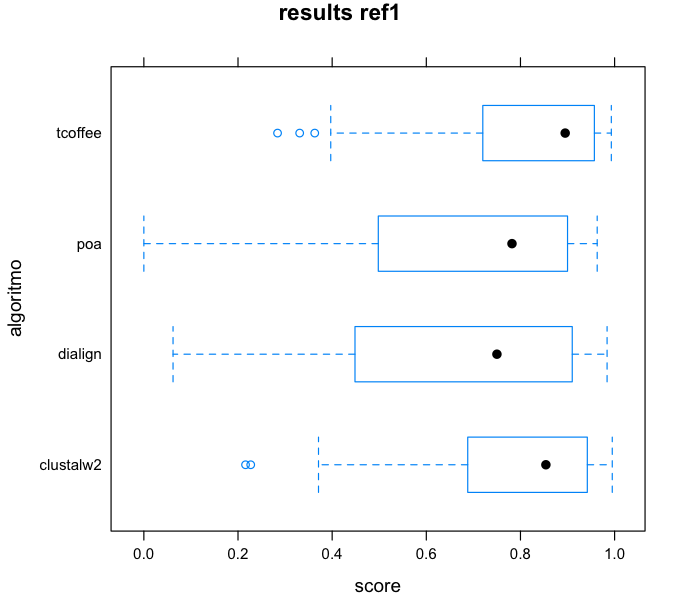 results ref1
tcoffee
poa
dialign
clustalw2
algoritmo
0.0 0.2 0.4 0.6 0.8 1.0
score